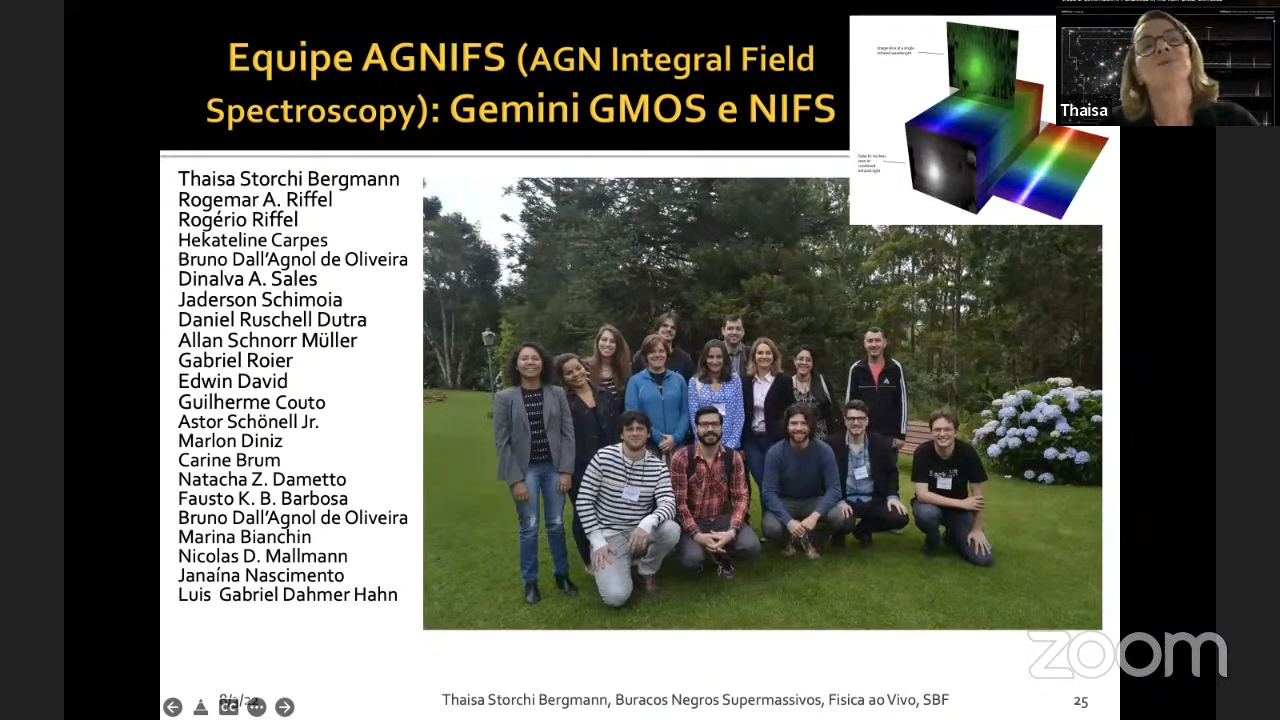 Equipe AGNIFS (AGN Integral Field
Spectroscopy): Gemini GMOS e NIFS
Thaisa
Thaisa Storchi Bergmann
Rogemar A. Riffel
Rogério Riffel
Hekateline Carpes
Bruno Dall’Agnol de Oliveira
Dinalva A. Sales
Jaderson Schimoia
Daniel Ruschell Dutra
Allan Schnorr Müller
Gabriel Roier
Edwin David
Guilherme Couto
Astor Schönell Jr.
Marlon Diniz
Carine Brum
Natacha Z. Dametto
Fausto K. B. Barbosa
Bruno Dall’Agnol de Oliveira
Marina Bianchin
Nicolas D. Mallmann
Janaína Nascimento
Luis Gabriel Dahmer Hahn
zoom
CC
Thaisa Storchi Bergmann, Buracos Negros Supermassivos, Fisica ao Vivo, SBF
25